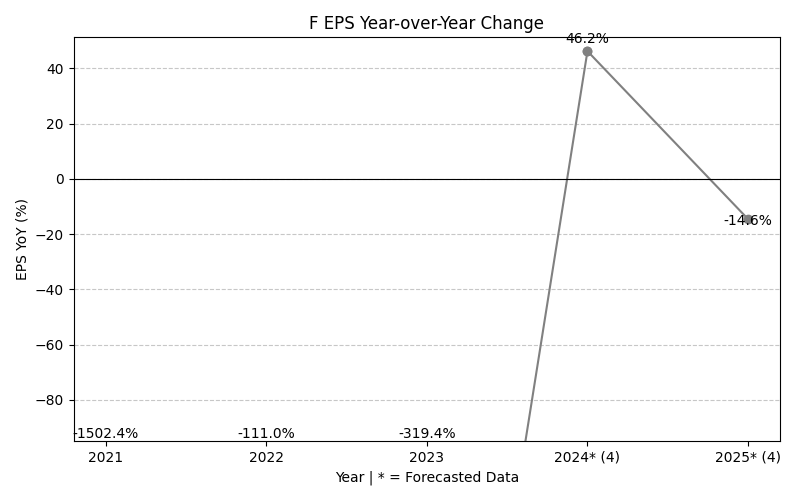 F EPS Year-over-Year Change
46.2%
40
20
0
−20
-14.6%
−40
−60
−80
-1502.4% -111.0% -319.4%
2021 2022 2023 2024* (4) 2025* (4)
EPS YoY (%)
Year | * = Forecasted Data